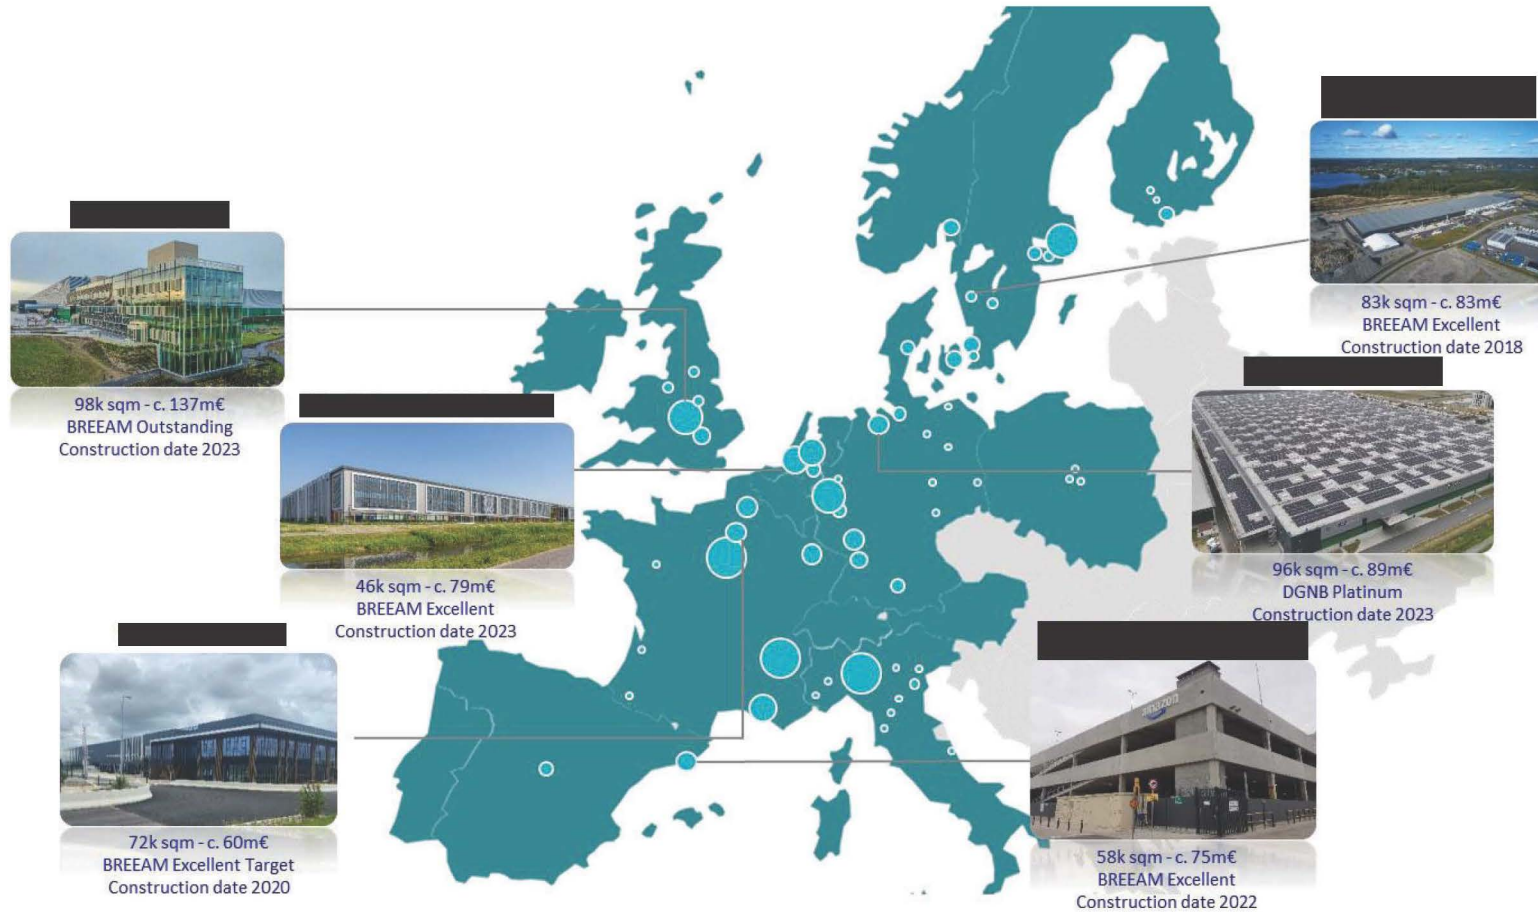 98k sqm - c. 137m€
BREEAM Outstanding
Construction date 2023
46k sqm - c. 79m€
BREEAM Excellent
Construction date 2023
72k sqm - c. 60m€
BREEAM Excellent Target
Construction date 2020
83k sqm - c. 83m€
BREEAM Excellent
Construction date 2018
96k sqm - c. 89m€
DGNB Platinum
Construction date 2023
amazon
58k sqm - c. 75m€
BREEAM Excellent
Construction date 2022